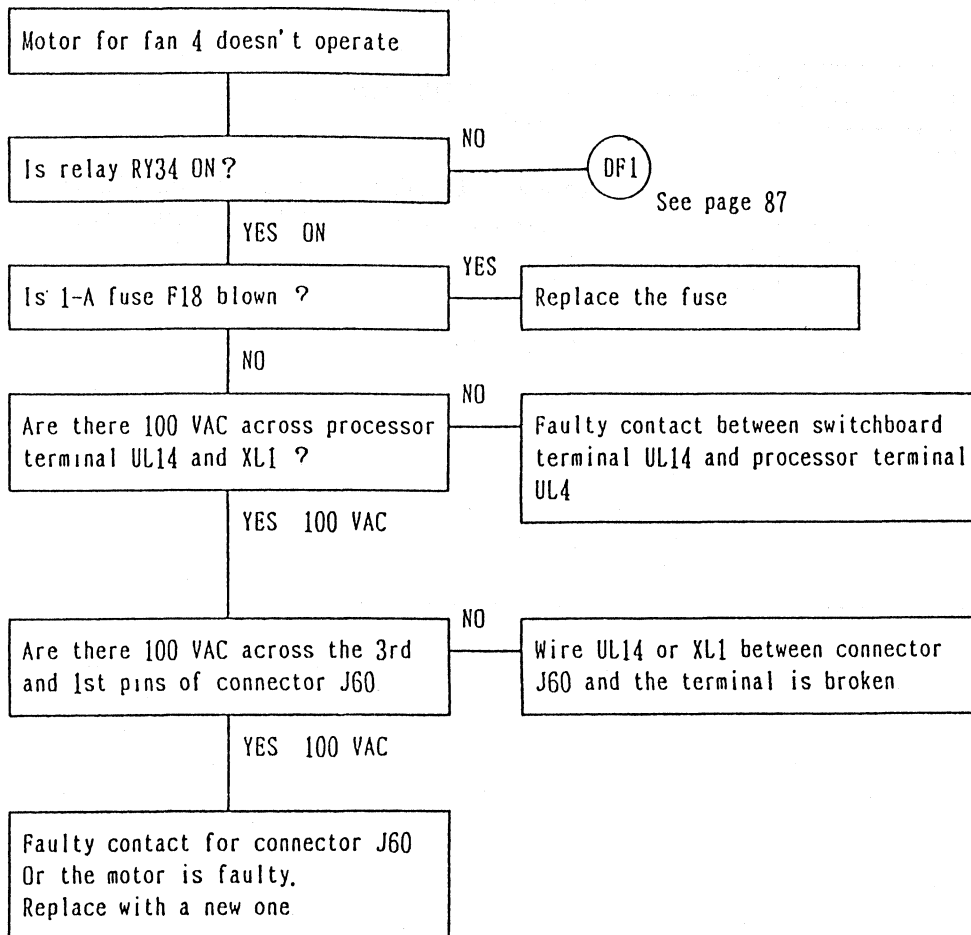 Motor for fan 4 doesn't operate
Is relay RY34 ON?
NO
DF1
See page 87
YES ON
Is 1-A fuse F18 blown ?
YES
Replace the fuse
NO
Are there 100 VAC across processor
terminal UL14 and XL1 ?
NO
Faulty contact between switchboard
terminal UL14 and processor terminal
UL4
YES 100 VAC
Are there 100 VAC across the 3rd
and 1st pins of connector J60
NO
Wire UL14 or XL1 between connector
J60 and the terminal is broken
YES 100 VAC
Faulty contact for connector J60
Or the motor is faulty.
Replace with a new one